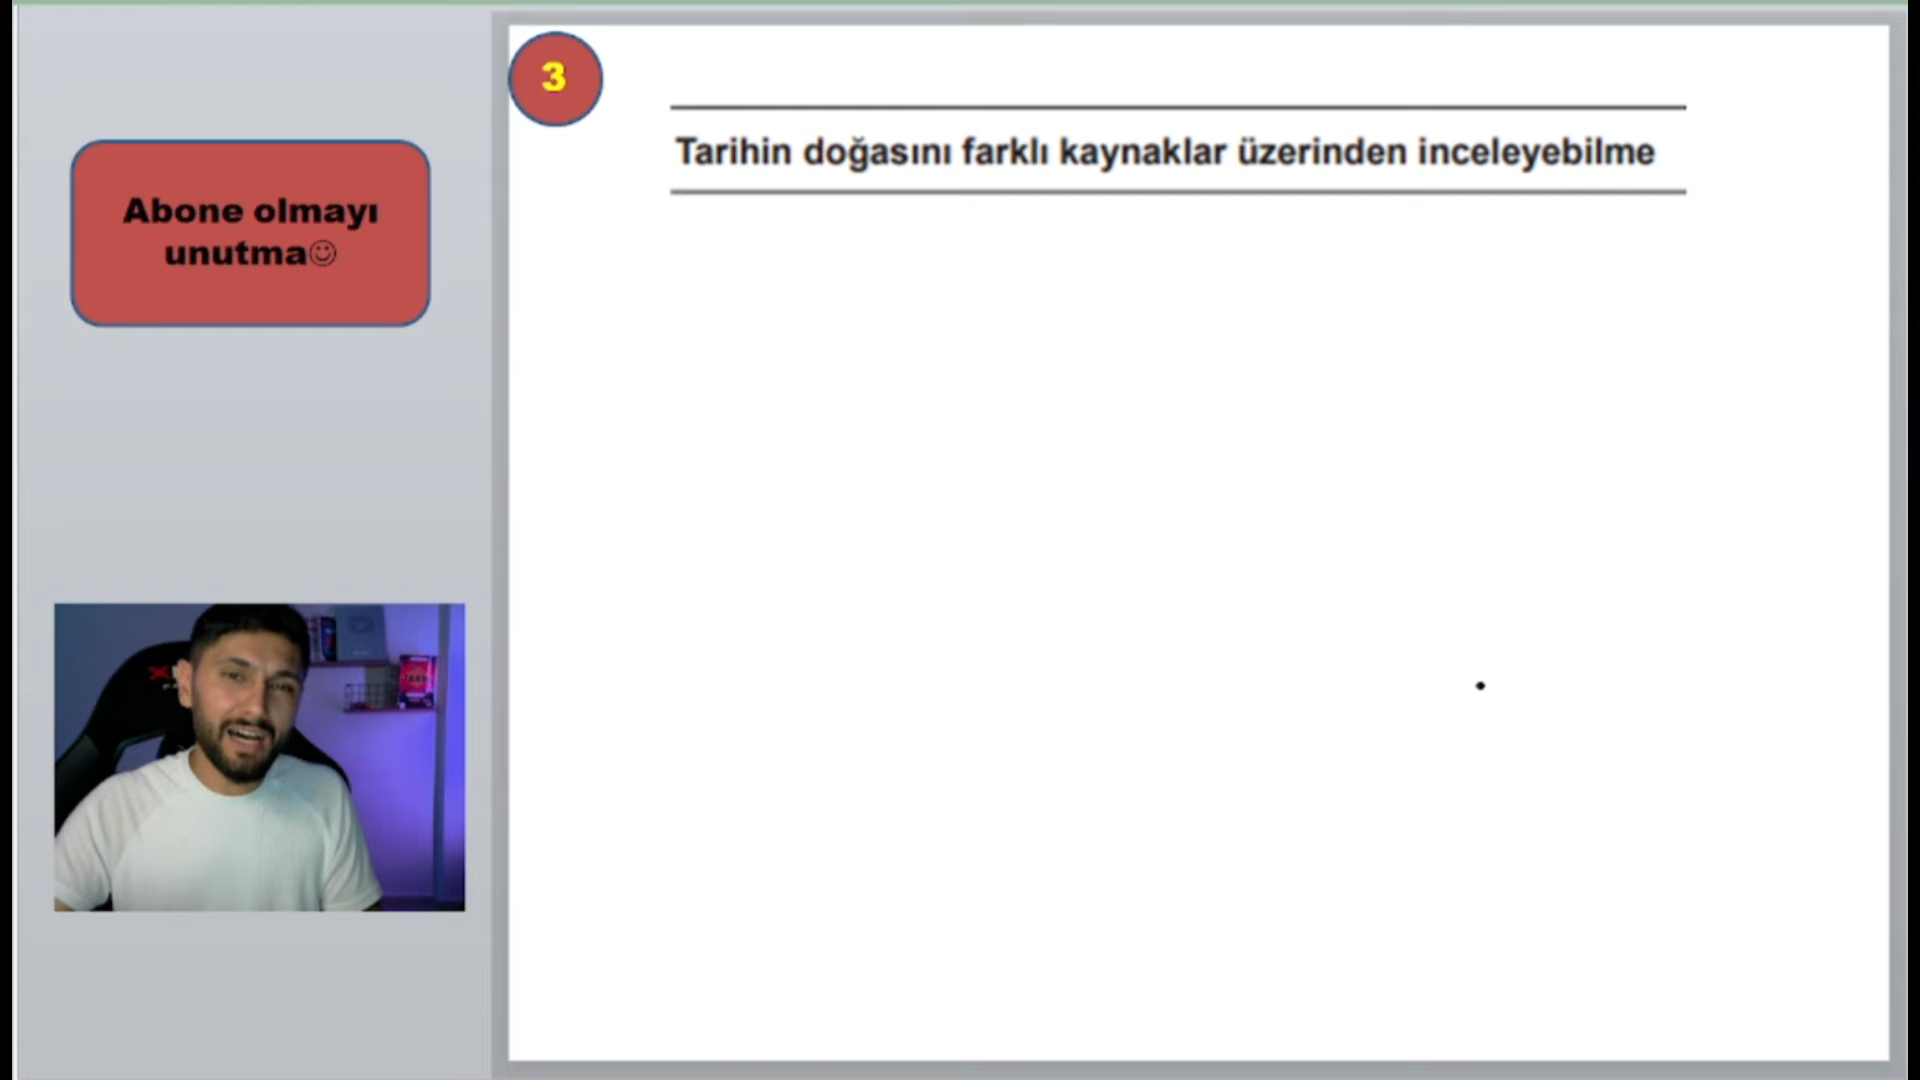 3
Tarihin doğasını farklı kaynaklar üzerinden inceleyebilme
Abone olmayı
unutma☺